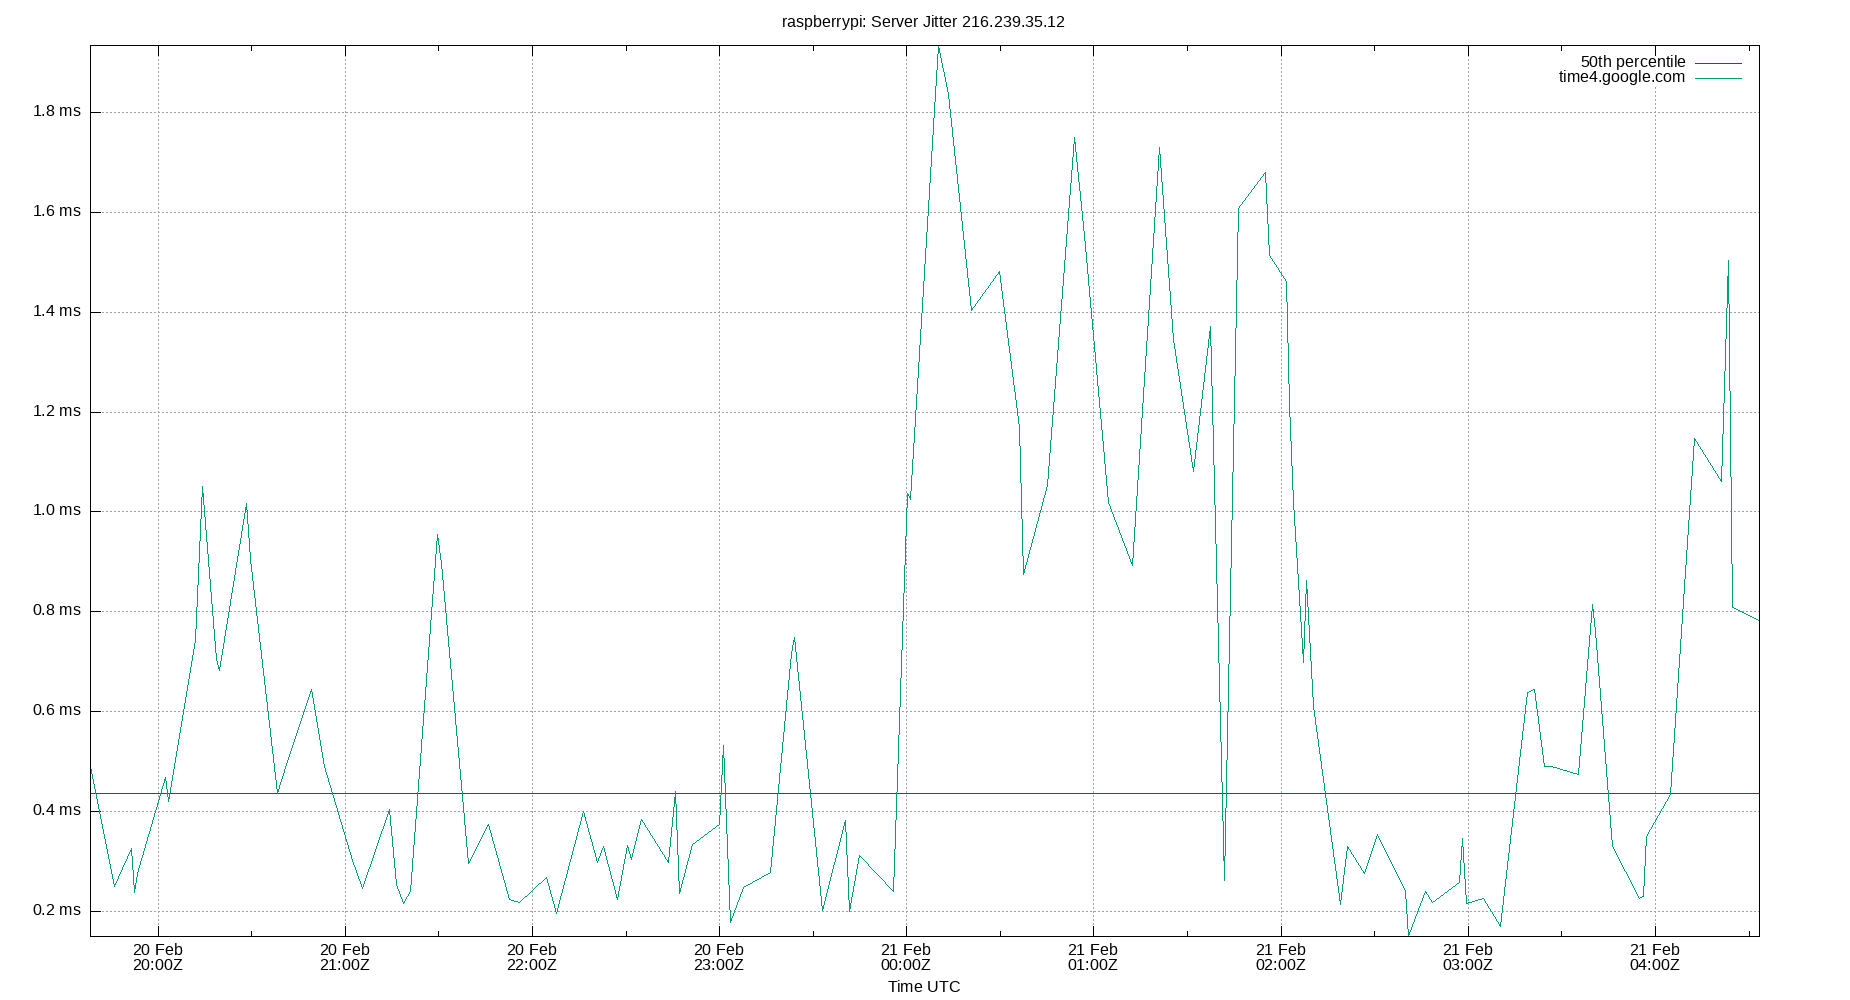 raspberrypi: Server Jitter 216.239.35.12
50th percentile
time4.google.com
1.8 ms
1.6 ms
1.4 ms
1.2 ms
1.0 ms
0.8 ms
0.6 ms
0.4 ms
0.2 ms
20 Feb 20 Feb 20 Feb 20 Feb 21 Feb 21 Feb 21 Feb 21 Feb 21 Feb
20:00Z 21:00Z 22:00Z 23:00Z 00:00Z 01:00Z 02:00Z 03:00Z 04:00Z
Time UTC